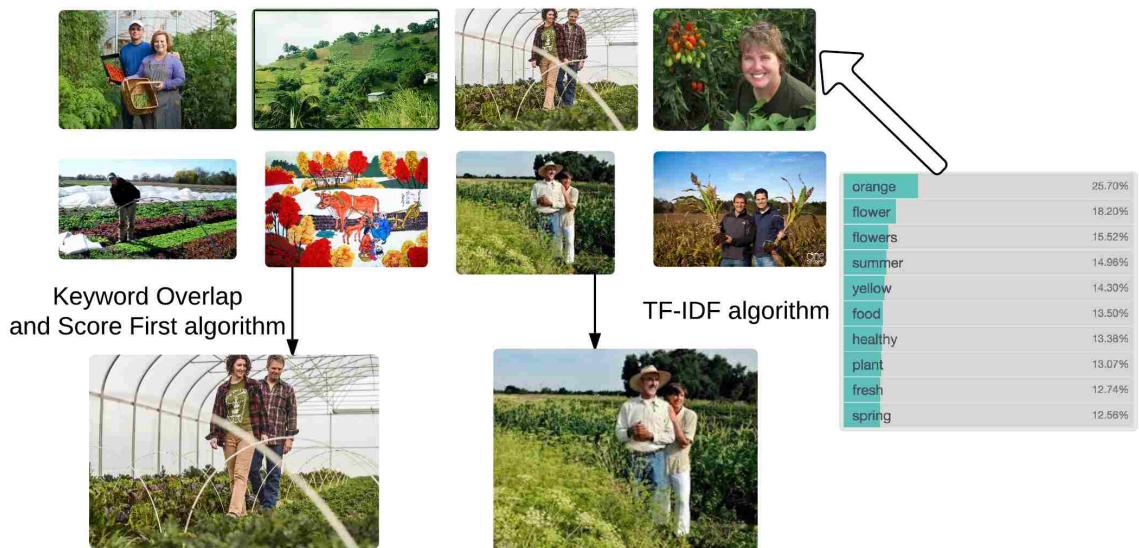 orange 25.70%
flower 18.20%
flowers 15.52%
summer 14.96%
yellow 14.30%
food 13.50%
healthy 13.38%
plant 13.07%
fresh 12.74%
spring 12.56%
Keyword Overlap
and Score First algorithm
TF-IDF algorithm